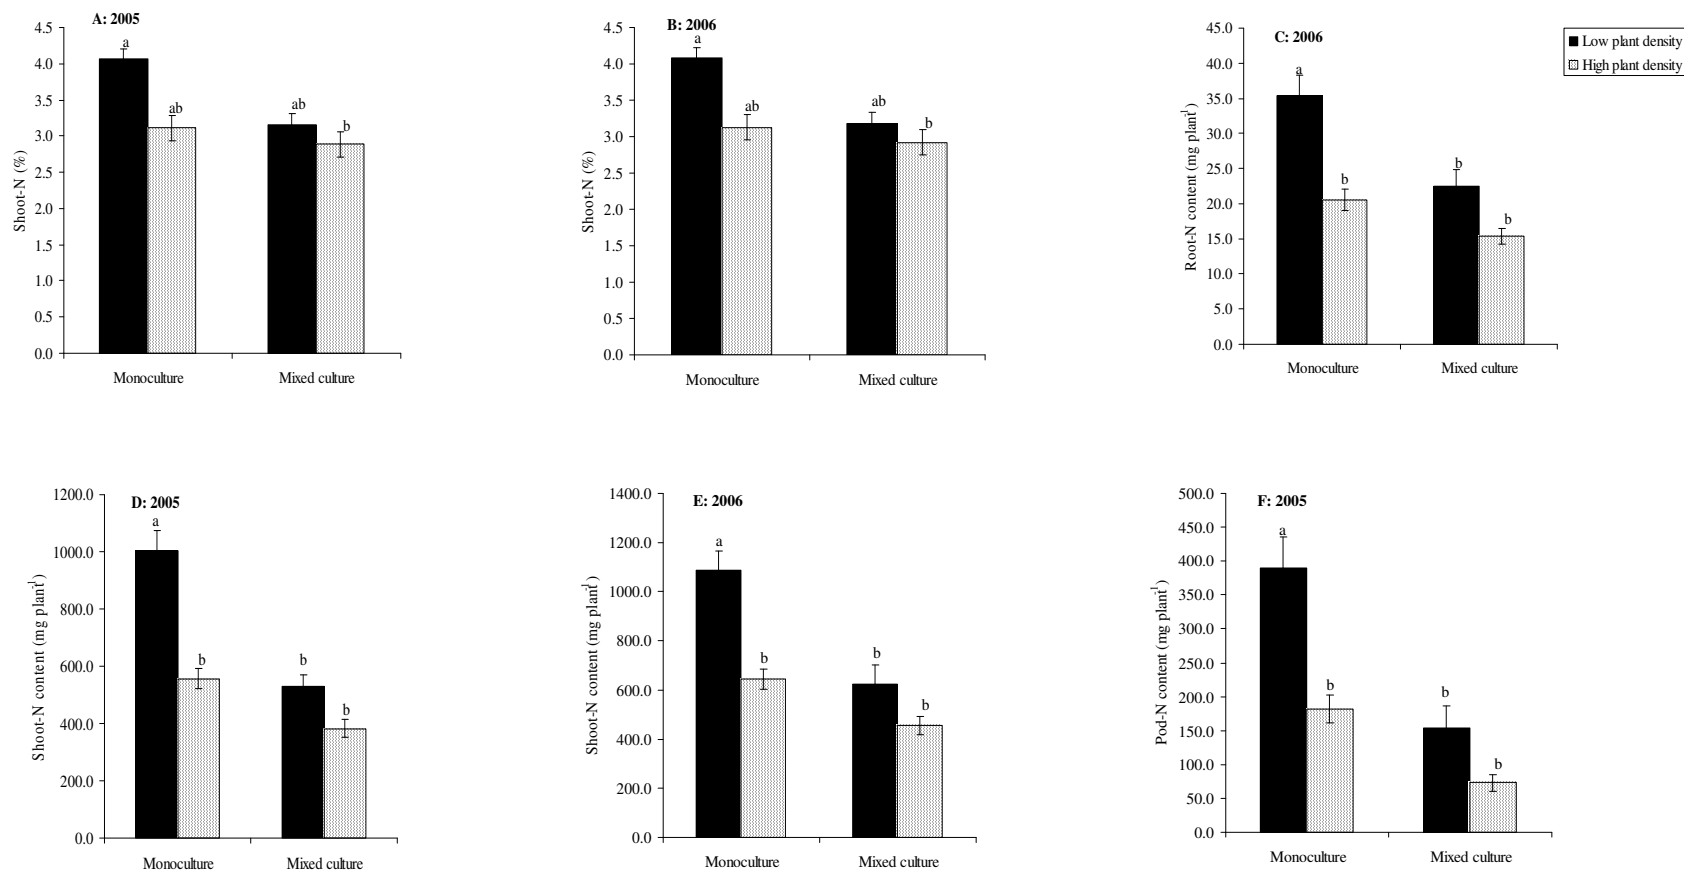 A: 2005
4.5
4.0
3.5
3.0
2.5
2.0
1.5
1.0
0.5
0.0
Shoot-N (%)
a
ab
ab
b
Monoculture
Mixed culture
B: 2006
4.5
4.0
3.5
3.0
2.5
2.0
1.5
1.0
0.5
0.0
Shoot-N (%)
a
ab
ab
b
Monoculture
Mixed culture
C: 2006
45.0
40.0
35.0
30.0
25.0
20.0
15.0
10.0
5.0
0.0
Root-N content (mg plant-1)
a
b
b
b
Monoculture
Mixed culture
Low plant density
High plant density
D: 2005
1200.0
1000.0
800.0
600.0
400.0
200.0
0.0
Shoot-N content (mg plant-1)
a
b
b
b
Monoculture
Mixed culture
E: 2006
1400.0
1200.0
1000.0
800.0
600.0
400.0
200.0
0.0
Shoot-N content (mg plant-1)
a
b
b
b
Monoculture
Mixed culture
F: 2005
500.0
450.0
400.0
350.0
300.0
250.0
200.0
150.0
100.0
50.0
0.0
Pod-N content (mg plant-1)
a
b
b
b
Monoculture
Mixed culture